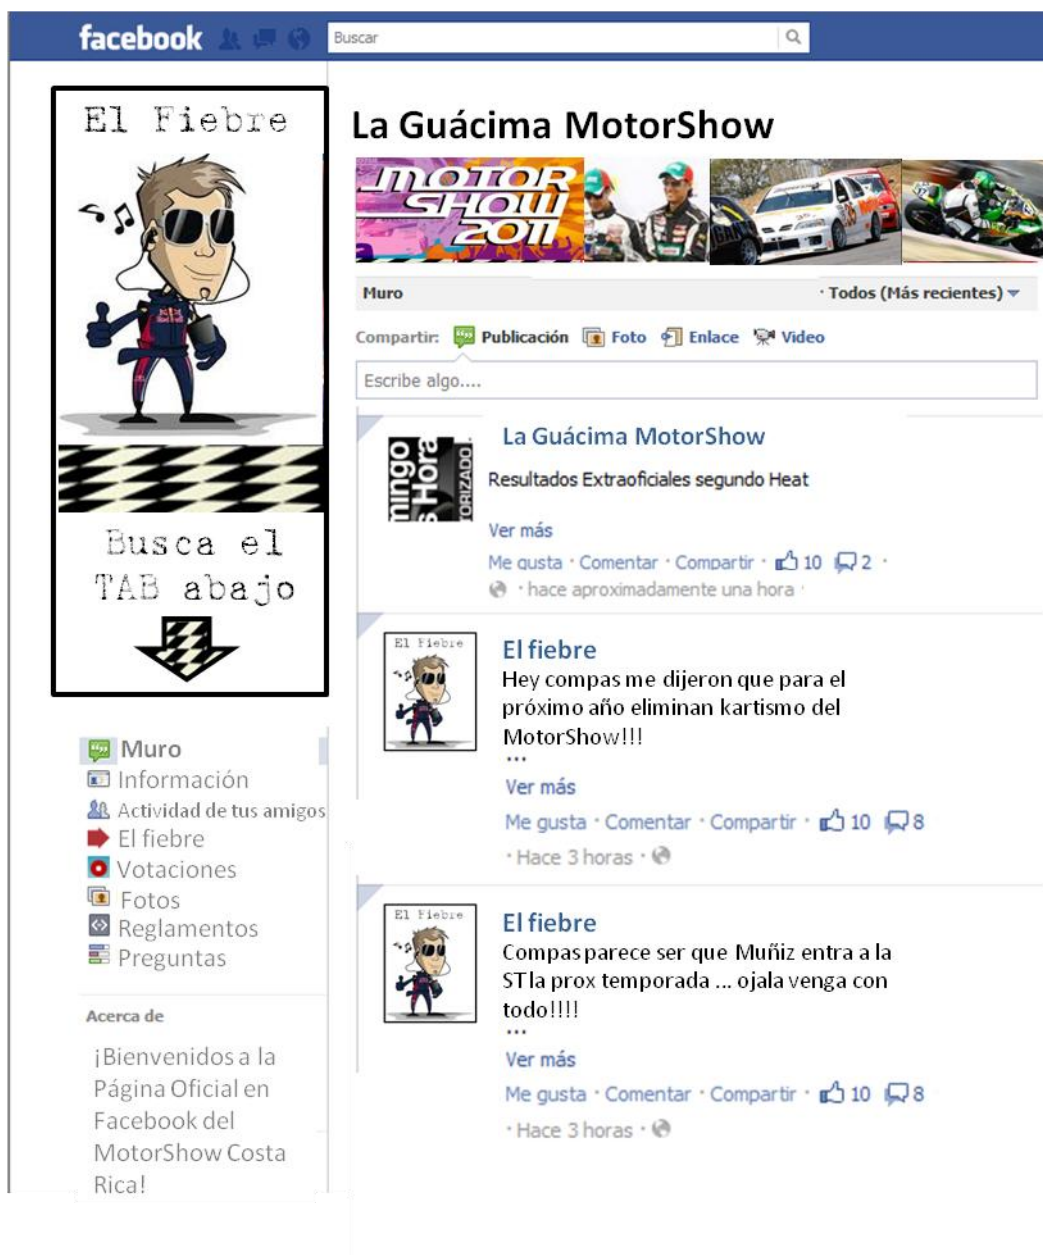 facebook
Buscar
El Fiebre
Busca el
TAB abajo
Muro
Información
Actividad de tus amigos
El fiebre
Votaciones
Fotos
Reglamentos
Preguntas
Acerca de
¡Bienvenidos a la
Página Oficial en
Facebook del
MotorShow Costa
Rica!
La Guácima MotorShow
MOTOR
SHOW
2011
Muro
· Todos (Más recientes)
Compartir: Publicación Foto Enlace Video
Escribe algo....
mingo
s Hora
TORIZADO.
La Guácima MotorShow
Resultados Extraoficiales segundo Heat
Ver más
Me gusta · Comentar · Compartir · 10 2 ·
· hace aproximadamente una hora ·
El Fiebre
El fiebre
Hey compas me dijeron que para el
próximo año eliminan kartismo del
MotorShow!!!
...
Ver más
Me gusta · Comentar · Compartir · 10 8
· Hace 3 horas ·
El Fiebre
El fiebre
Compas parece ser que Muñiz entra a la
ST la prox temporada ... ojala venga con
todo!!!!
...
Ver más
Me gusta · Comentar · Compartir · 10 8
· Hace 3 horas ·